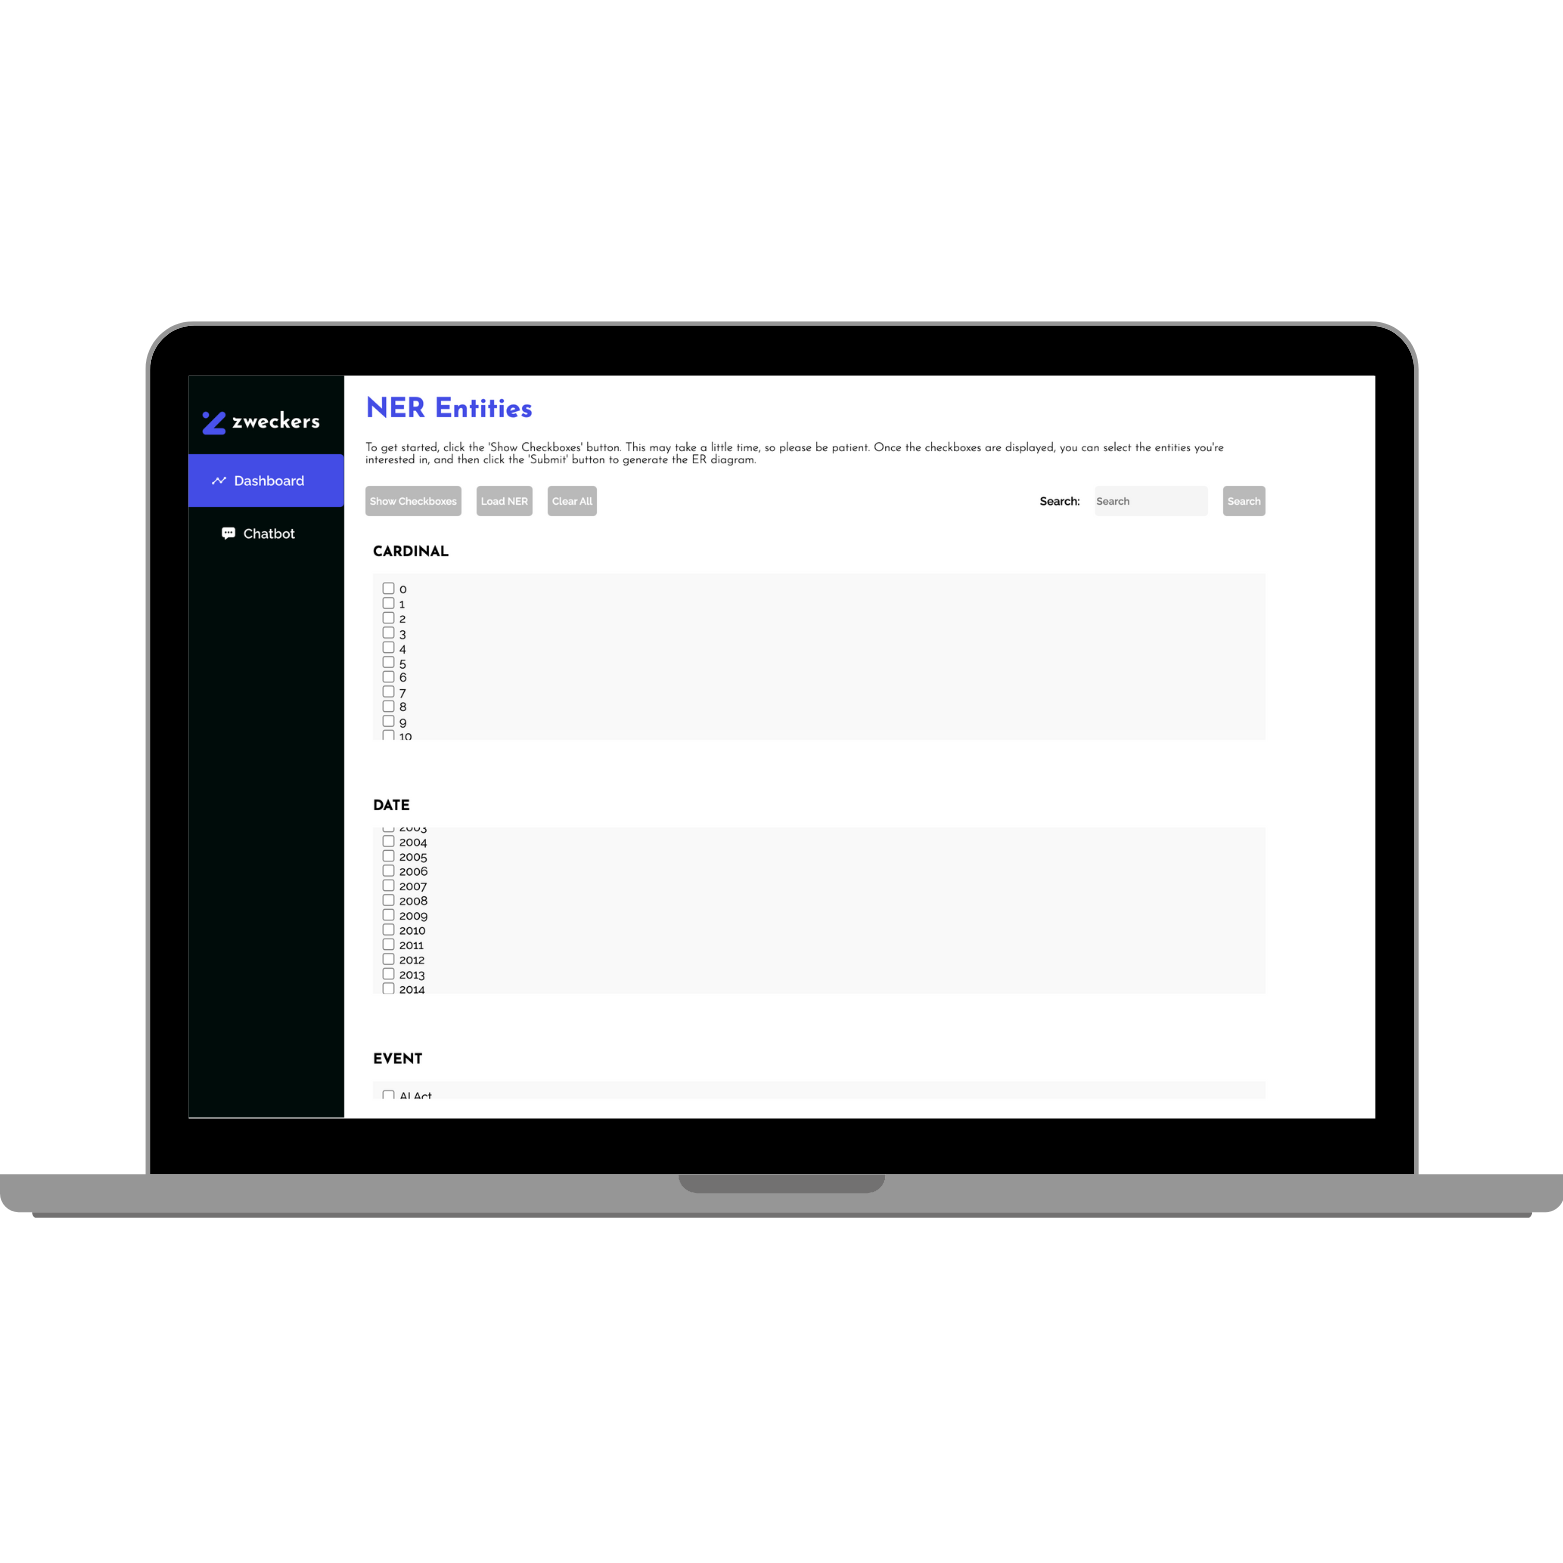 zweckers
Dashboard
Chatbot
NER Entities
To get started, click the 'Show Checkboxes' button. This may take a little time, so please be patient. Once the checkboxes are displayed, you can select the entities you're
interested in, and then click the 'Submit' button to generate the ER diagram.
Show Checkboxes Load NER Clear All Search: Search Search
CARDINAL
0
1
2
3
4
5
6
7
8
9
10
DATE
2003
2004
2005
2006
2007
2008
2009
2010
2011
2012
2013
2014
EVENT
AI Act